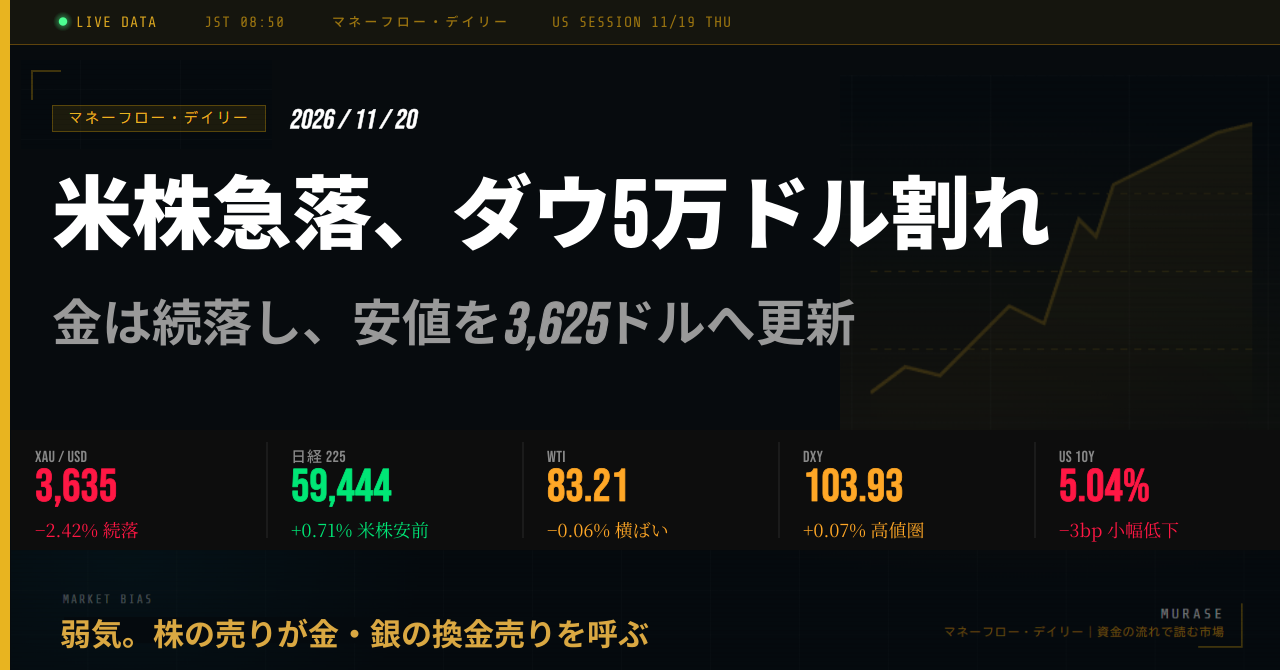 LIVE DATA JST 08:50 マネーフロー・デイリー US SESSION 11/19 THU
マネーフロー・デイリー 2026 / 11 / 20
米株急落、ダウ5万ドル割れ
金は続落し、安値を3,625ドルへ更新
XAU / USD
3,635
−2.42% 続落
日経 225
59,444
+0.71% 米株安前
WTI
83.21
−0.06% 横ばい
DXY
103.93
+0.07% 高値圏
US 10Y
5.04%
−3bp 小幅低下
MARKET BIAS
弱気。株の売りが金・銀の換金売りを呼ぶ
MURASE
マネーフロー・デイリー｜資金の流れで読む市場